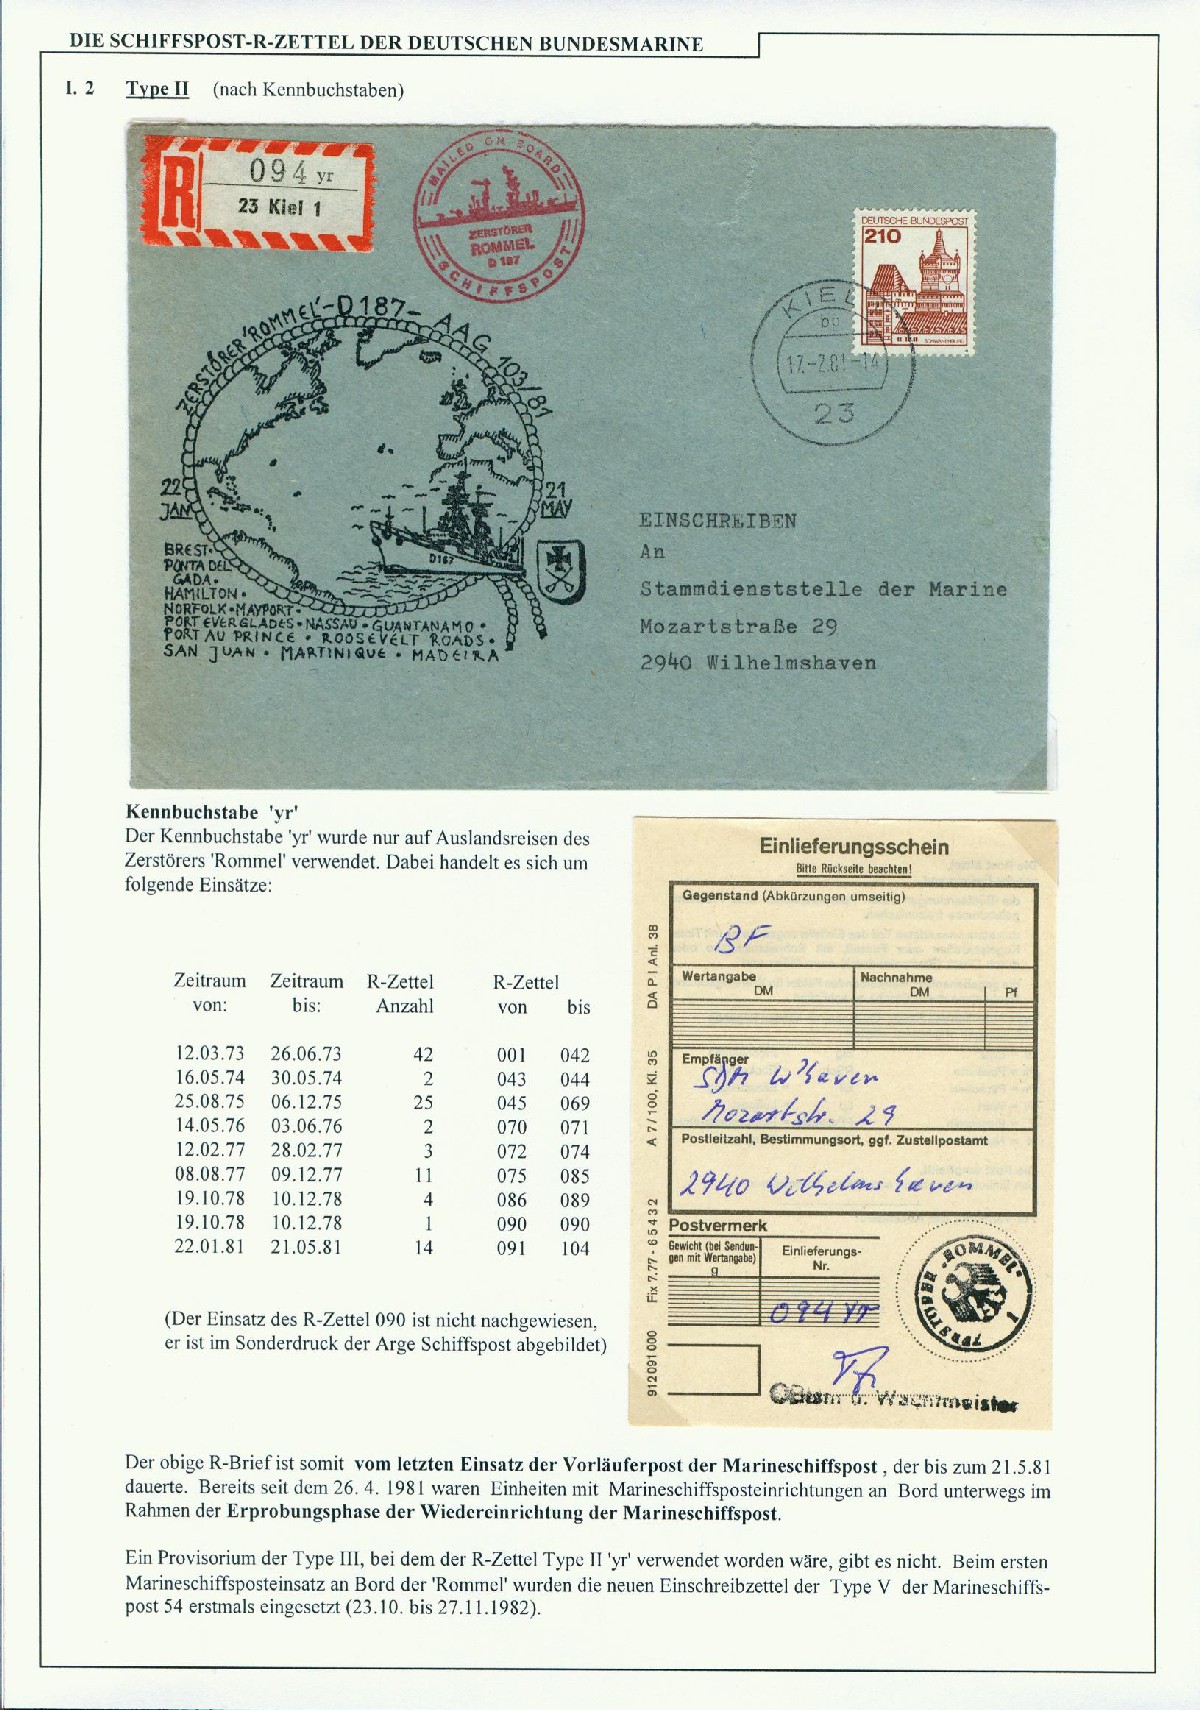 DIE SCHIFFSPOST-R-ZETTEL DER DEUTSCHEN BUNDESMARINE
I. 2 Type II (nach Kennbuchstaben)
R
094 yr
23 Kiel 1
MAILED ON BOARD
ZERSTÖRER
ROMMEL
D 187
SCHIFFSPOST
DEUTSCHE BUNDESPOST
210
KIEL
17.-2.81-14
23
ZERSTÖRER 'ROMMEL'-D187- AAG 103/81
22
JAN
21
MAY
D187
BREST•
PONTA DEL
GADA•
HAMILTON•
NORFOLK•MAYPORT•
PORT EVERGLADES•NASSAU•GUANTANAMO•
PORT AU PRINCE • ROOSEVELT ROADS•
SAN JUAN • MARTINIQUE • MADEIRA
EINSCHREIBEN
An
Stammdienststelle der Marine
Mozartstraße 29
2940 Wilhelmshaven
Kennbuchstabe 'yr'
Der Kennbuchstabe 'yr' wurde nur auf Auslandsreisen des
Zerstörers 'Rommel' verwendet. Dabei handelt es sich um
folgende Einsätze:
Zeitraum Zeitraum R-Zettel R-Zettel
von: bis: Anzahl von bis
12.03.73 26.06.73 42 001 042
16.05.74 30.05.74 2 043 044
25.08.75 06.12.75 25 045 069
14.05.76 03.06.76 2 070 071
12.02.77 28.02.77 3 072 074
08.08.77 09.12.77 11 075 085
19.10.78 10.12.78 4 086 089
19.10.78 10.12.78 1 090 090
22.01.81 21.05.81 14 091 104
(Der Einsatz des R-Zettel 090 ist nicht nachgewiesen,
er ist im Sonderdruck der Arge Schiffspost abgebildet)
Einlieferungsschein
Bitte Rückseite beachten!
Gegenstand (Abkürzungen umseitig)
BF
Wertangabe
DM
Nachnahme
DM Pf
Empfänger
SDM W'haven
Mozartstr. 29
Postleitzahl, Bestimmungsort, ggf. Zustellpostamt
2940 Wilhelmshaven
Postvermerk
Gewicht (bei Sendun-
gen mit Wertangabe)
g
Einlieferungs-
Nr.
094 yr
ZERSTÖRER „ROMMEL"
1
u. Wachtmeister
912091000 Fix 7.77 - 65432 A 7/100, Kl. 35 DA P I Anl. 38
Der obige R-Brief ist somit vom letzten Einsatz der Vorläuferpost der Marineschiffspost , der bis zum 21.5.81
dauerte. Bereits seit dem 26. 4. 1981 waren Einheiten mit Marineschiffsposteinrichtungen an Bord unterwegs im
Rahmen der Erprobungsphase der Wiedereinrichtung der Marineschiffspost.
Ein Provisorium der Type III, bei dem der R-Zettel Type II 'yr' verwendet worden wäre, gibt es nicht. Beim ersten
Marineschiffsposteinsatz an Bord der 'Rommel' wurden die neuen Einschreibzettel der Type V der Marineschiffs-
post 54 erstmals eingesetzt (23.10. bis 27.11.1982).